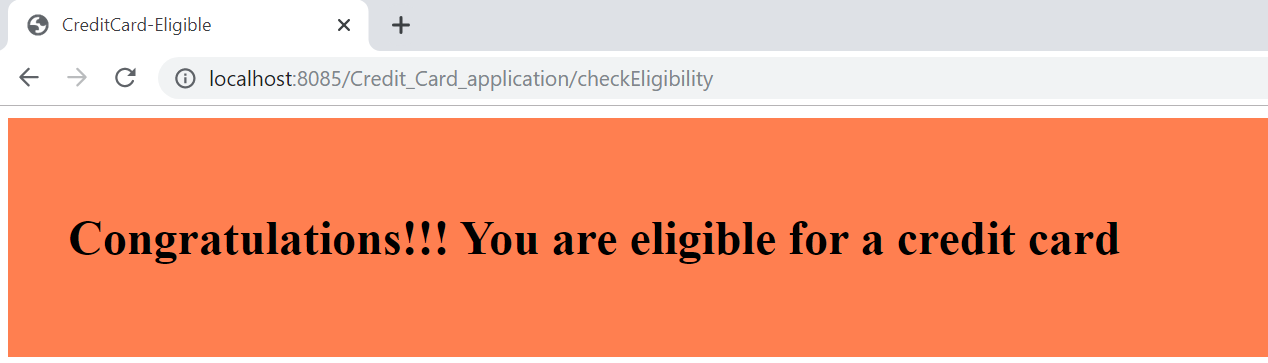 CreditCard-Eligible
localhost:8085/Credit_Card_application/checkEligibility
Congratulations!!! You are eligible for a credit card